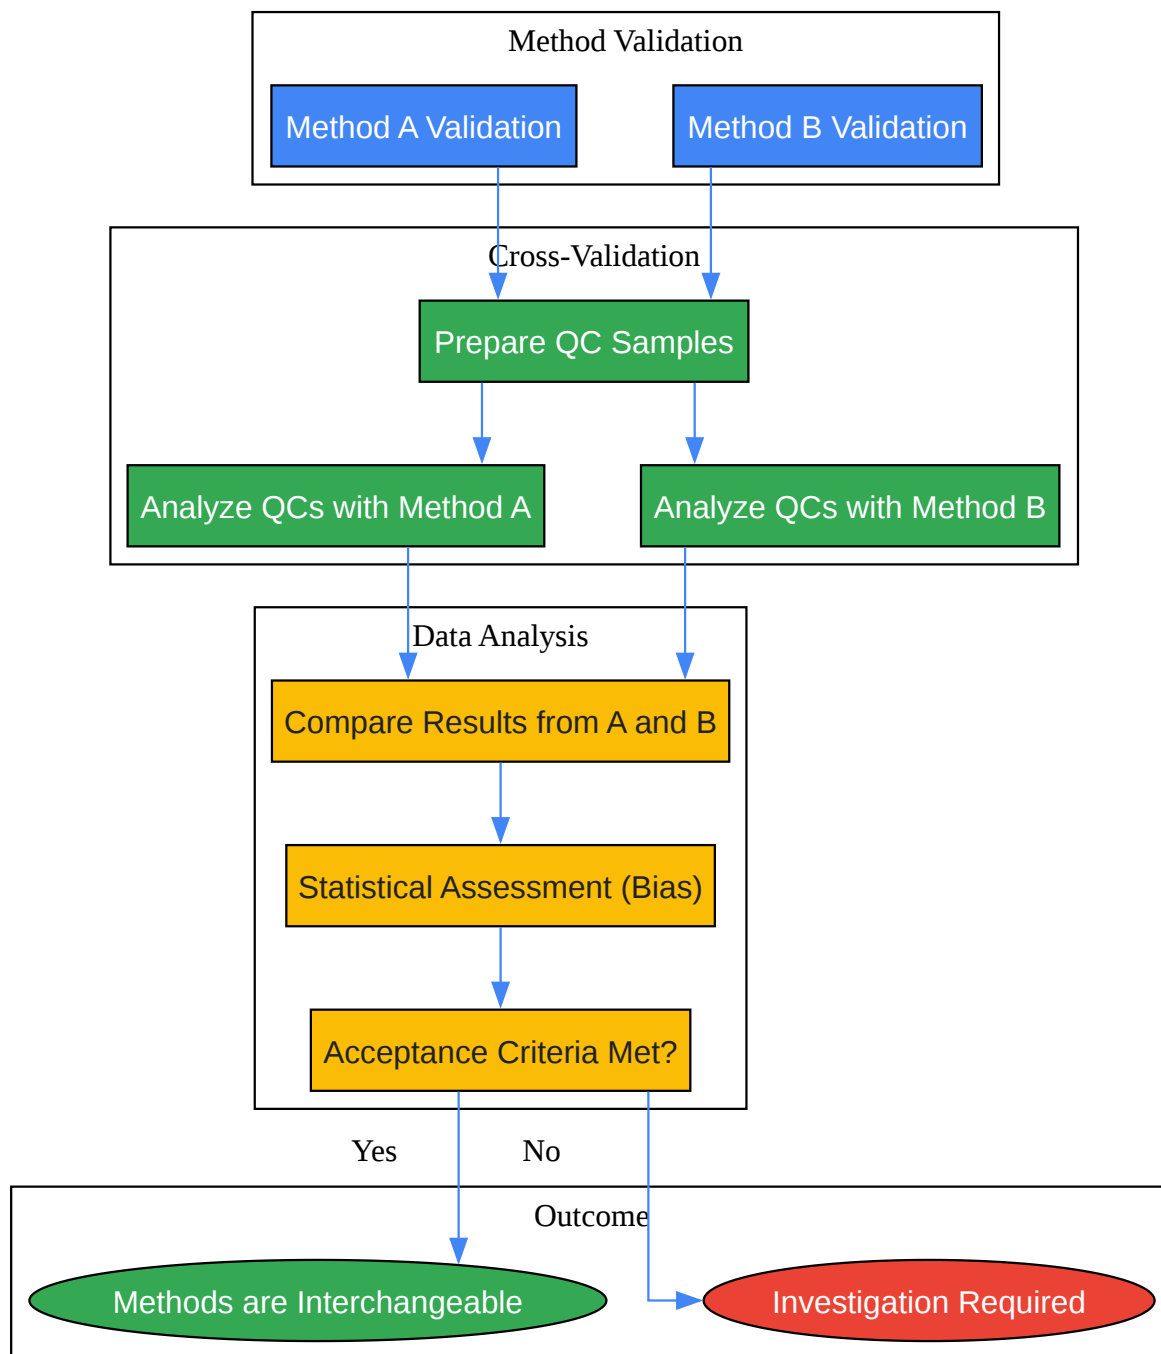 Method Validation
Method A Validation
Method B Validation
Cross-Validation
Prepare QC Samples
Analyze QCs with Method A
Analyze QCs with Method B
Data Analysis
Compare Results from A and B
Statistical Assessment (Bias)
Acceptance Criteria Met?
Yes
No
Outcome
Methods are Interchangeable
Investigation Required